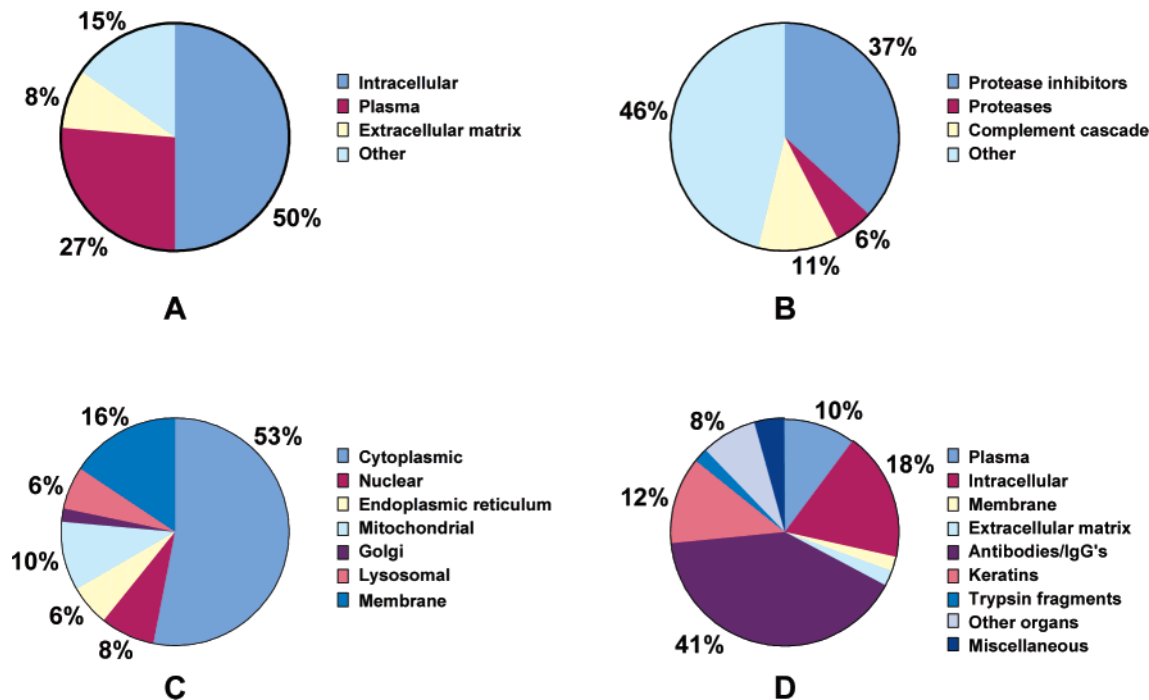 15%
8%
27%
50%
Intracellular
Plasma
Extracellular matrix
Other
A
37%
46%
6%
11%
Protease inhibitors
Proteases
Complement cascade
Other
B
16%
53%
6%
10%
6%
8%
Cytoplasmic
Nuclear
Endoplasmic reticulum
Mitochondrial
Golgi
Lysosomal
Membrane
C
8%
10%
18%
12%
41%
Plasma
Intracellular
Membrane
Extracellular matrix
Antibodies/IgG's
Keratins
Trypsin fragments
Other organs
Miscellaneous
D